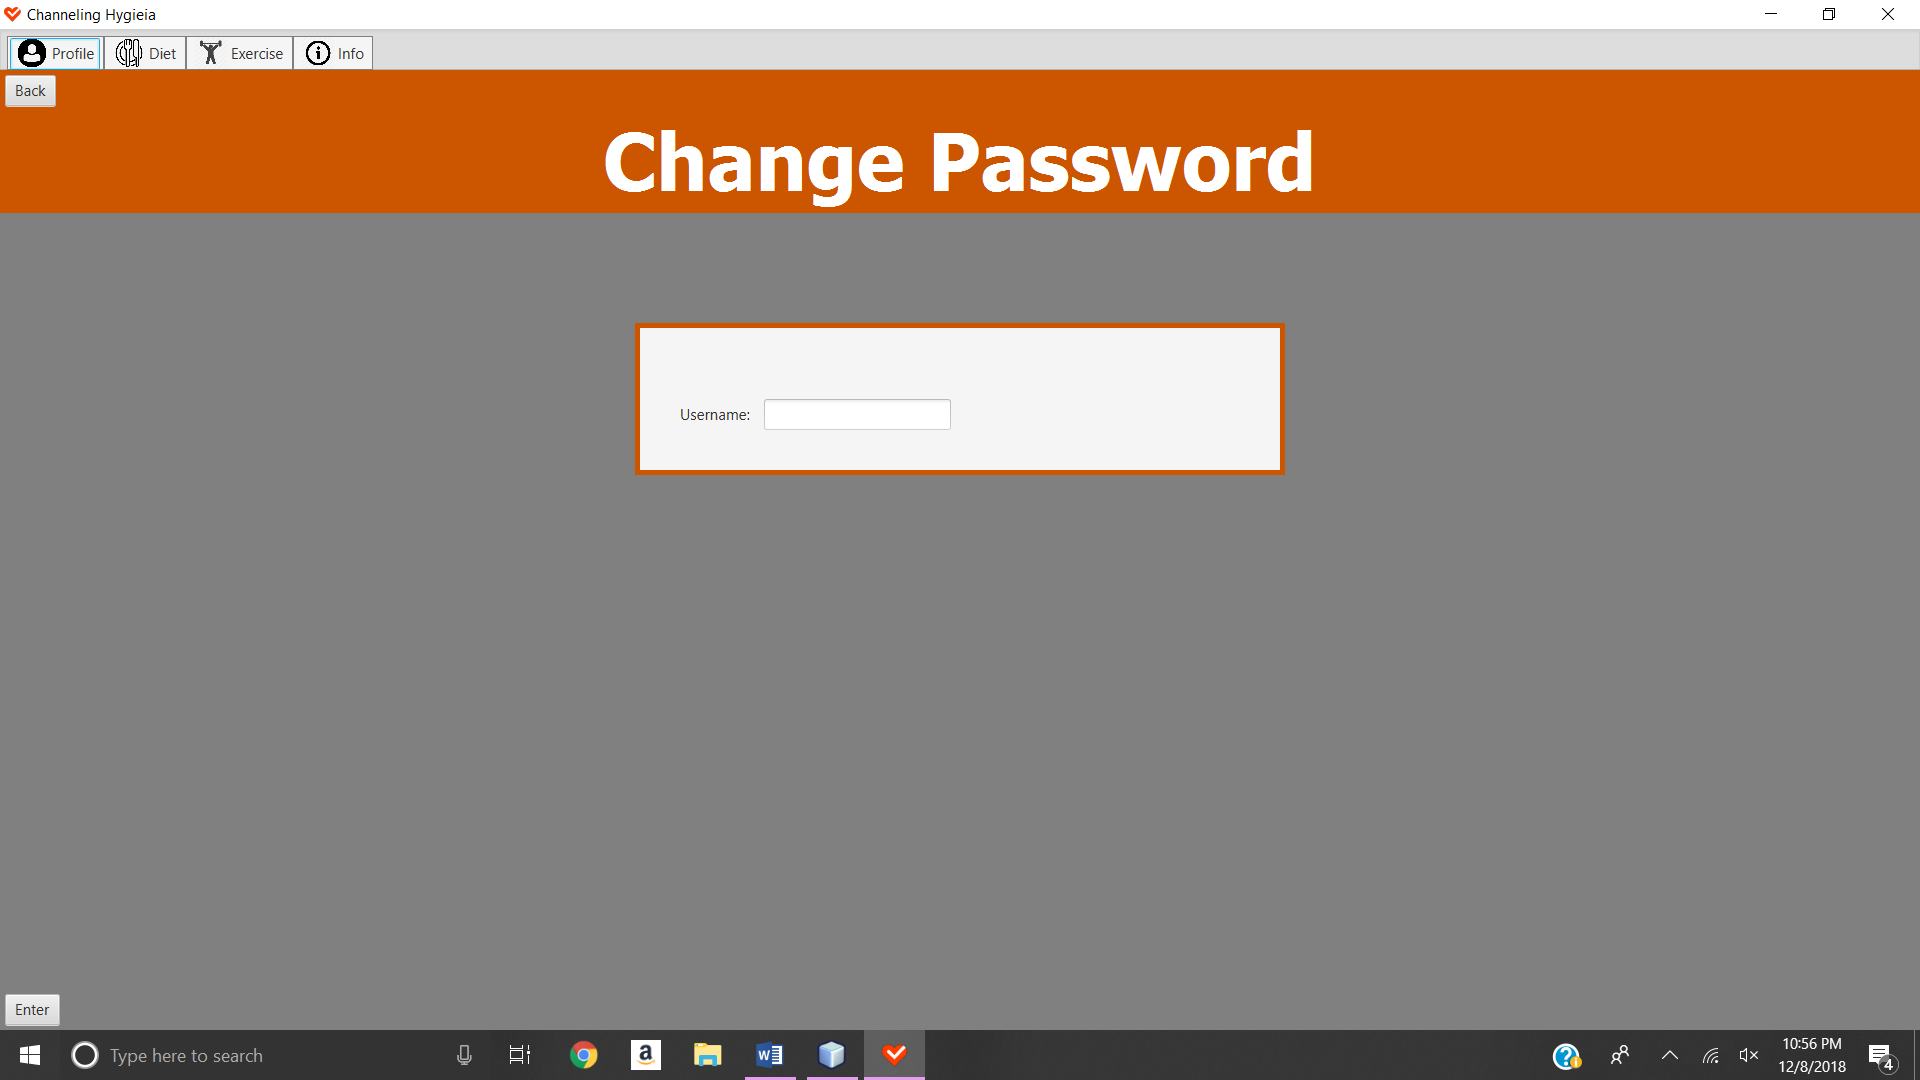 Channeling Hygieia
Profile Diet Exercise Info
Back
Change Password
Username:
Enter
Type here to search
a
W
10:56 PM
12/8/2018
4